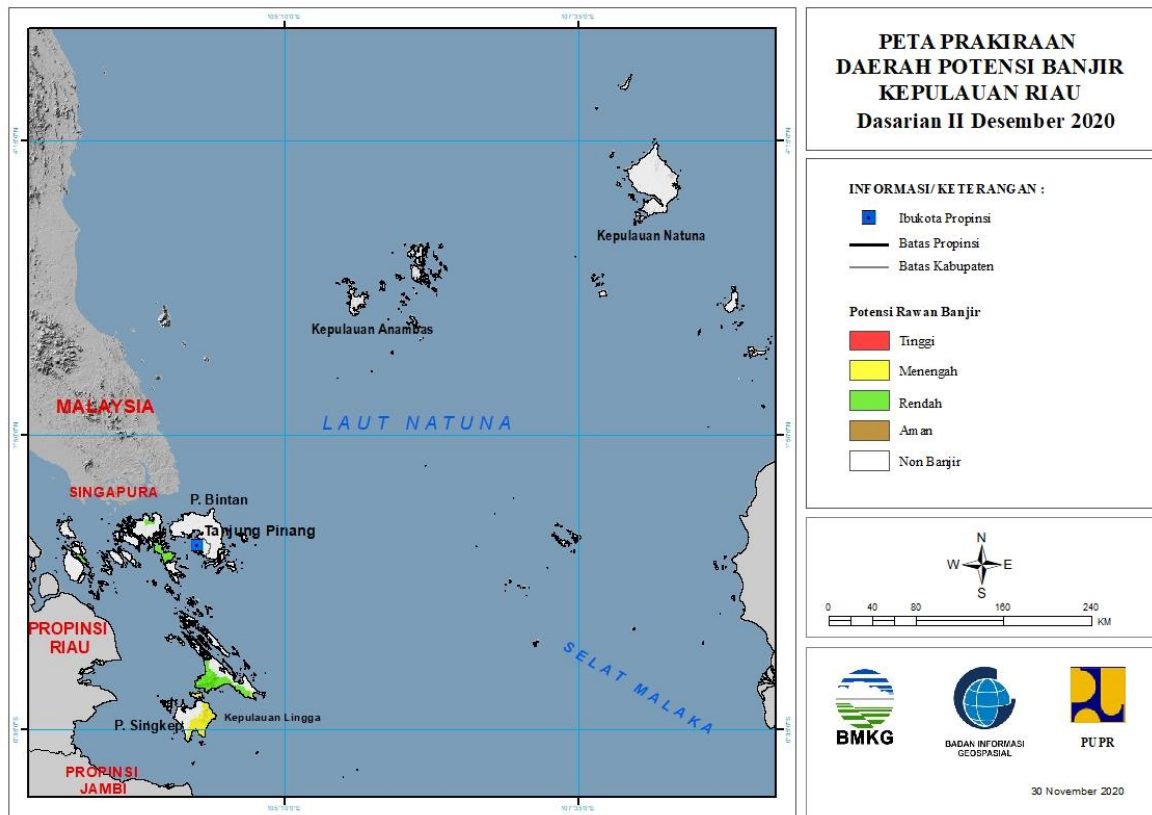 PETA PRAKIRAAN
DAERAH POTENSI BANJIR
KEPULAUAN RIAU
Dasarian II Desember 2020
INFORMASI/ KETERANGAN :
Ibukota Propinsi
Batas Propinsi
Batas Kabupaten
Potensi Rawan Banjir
Tinggi
Menengah
Rendah
Aman
Non Banjir
N
W E
S
0 40 80 160 240
KM
BMKG
BADAN INFORMASI
GEOSPASIAL
PUPR
30 November 2020
Kepulauan Natuna
Kepulauan Anambas
MALAYSIA
LAUT NATUNA
SINGAPURA
P. Bintan
Tanjung Pinang
PROPINSI
RIAU
SELAT MALAKA
P. Singkep
Kepulauan Lingga
PROPINSI
JAMBI